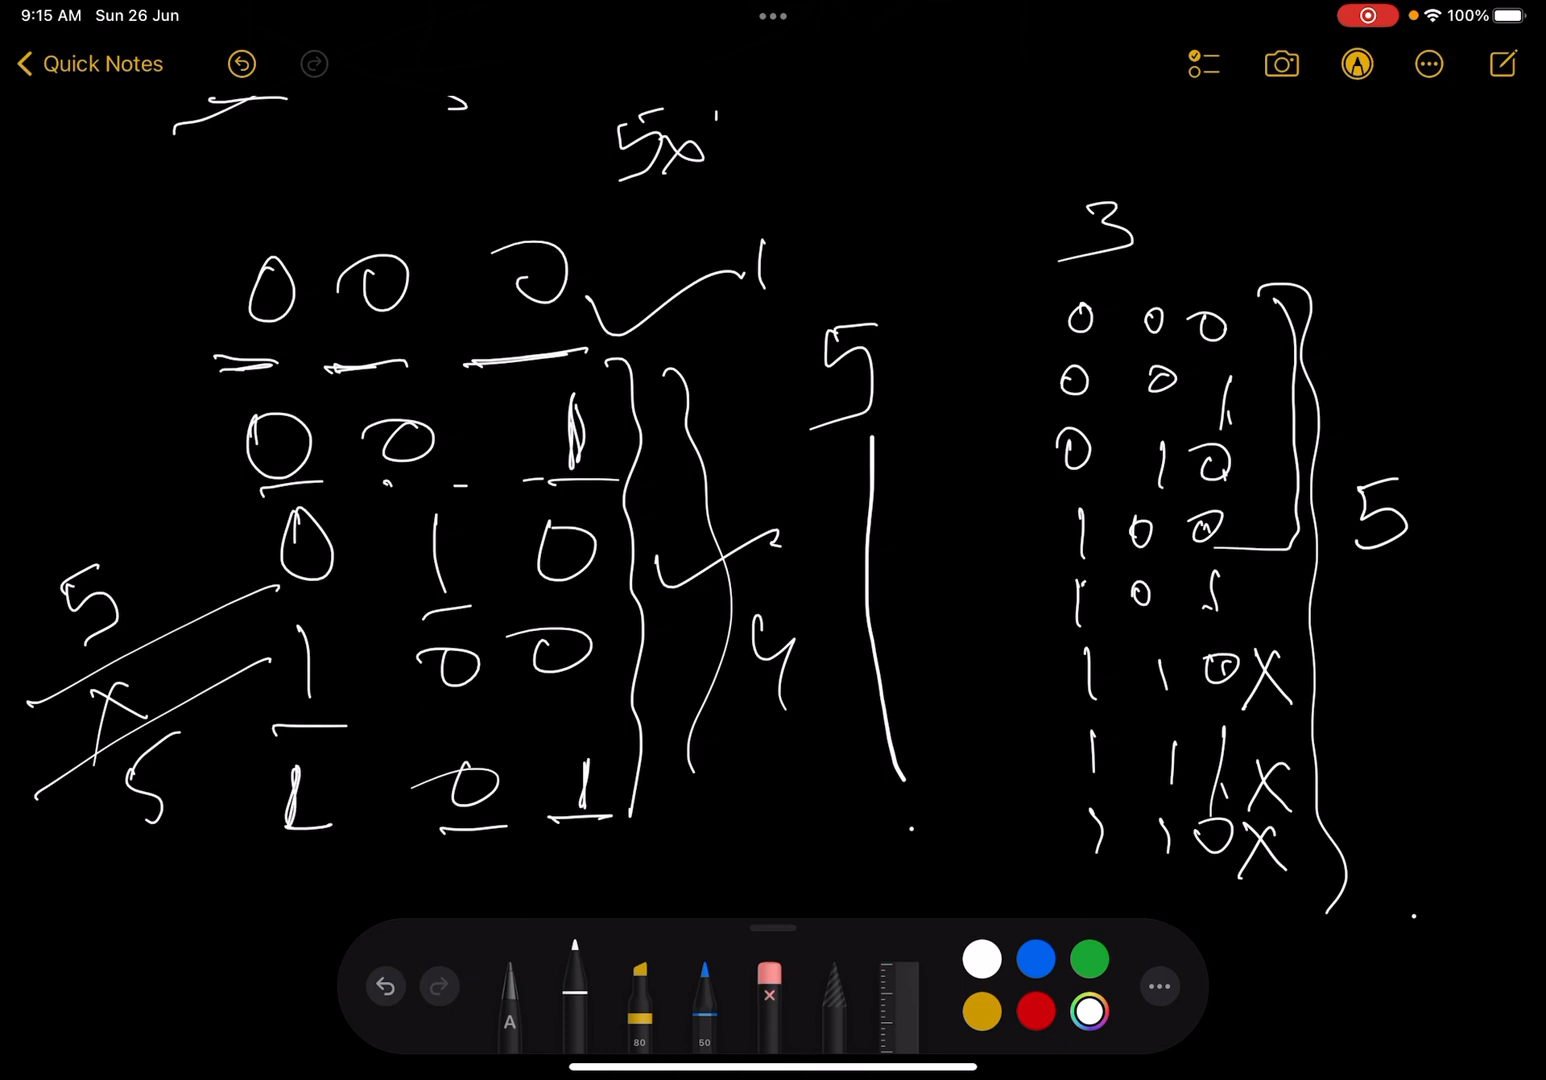 9:15 AM Sun 26 Jun
100%
Quick Notes
5x
3
0 0 0 1
0 0 1
0 1 0
1 0 0
1 0 1
5
4
5
x
5
0 0 0
0 0 1
0 1 0
1 0 0
1 0 1
1 1 0 X
1 1 1 X
1 1 0 X
5
A
80
50